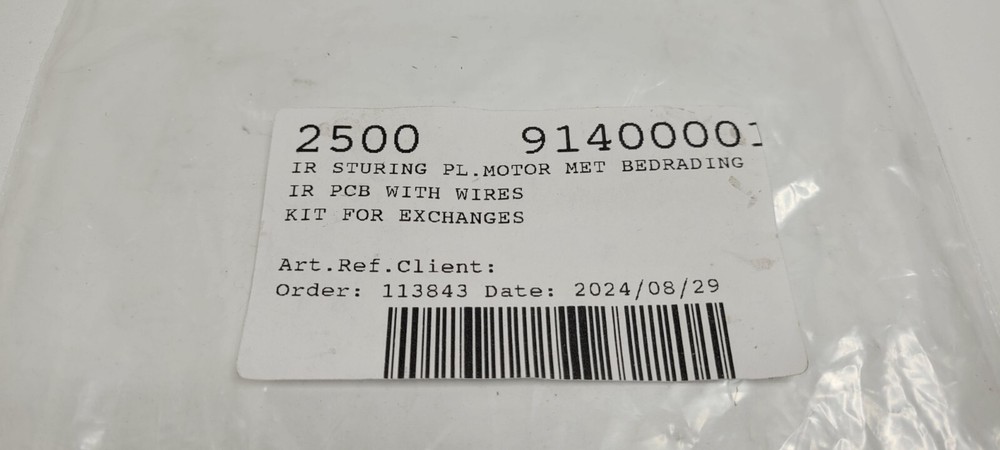 2500 91400001
IR STURING PL.MOTOR MET BEDRADING
IR PCB WITH WIRES
KIT FOR EXCHANGES
Art.Ref.Client:
Order: 113843 Date: 2024/08/29